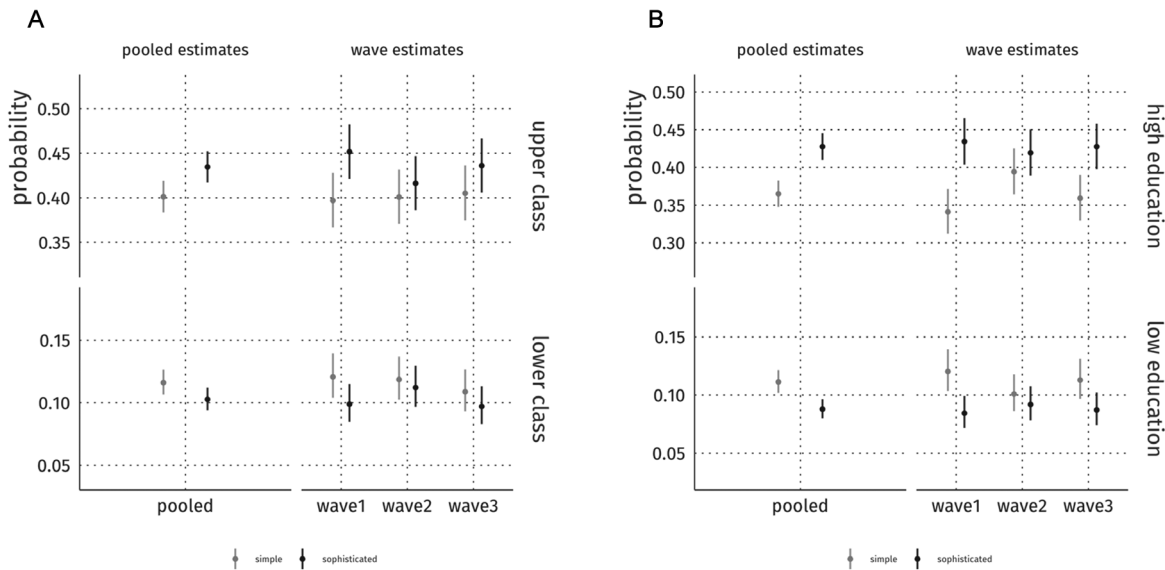 A
pooled estimates
wave estimates
probability
0.50
0.45
0.40
0.35
upper class
0.15
0.10
0.05
lower class
pooled
wave1 wave2 wave3
simple sophisticated
B
pooled estimates
wave estimates
probability
0.50
0.45
0.40
0.35
0.30
high education
0.15
0.10
0.05
low education
pooled
wave1 wave2 wave3
simple sophisticated